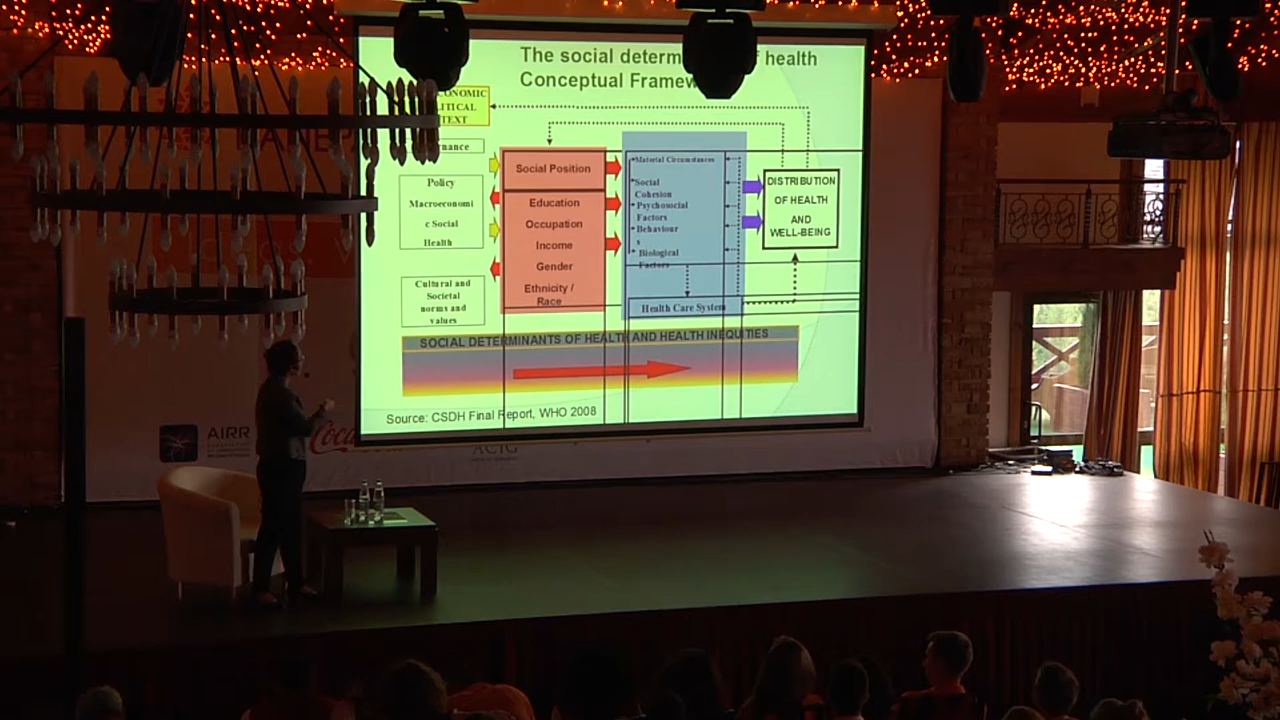 The social determ f health
Conceptual Framew
ONOMIC
LITICAL
TEXT
nance
Policy
Macroeconomi
c Social
Health
Cultural and
Societal
norms and
values
Social Position
Education
Occupation
Income
Gender
Ethnicity /
Race
Material Circumstances
Social
Cohesion
Psychosocial
Factors
Behaviour
s
Biological
Factors
Health Care System
DISTRIBUTION
OF HEALTH
AND
WELL-BEING
SOCIAL DETERMINANTS OF HEALTH AND HEALTH INEQUITIES
Source: CSDH Final Report, WHO 2008
AIRR
Coca
ACTG